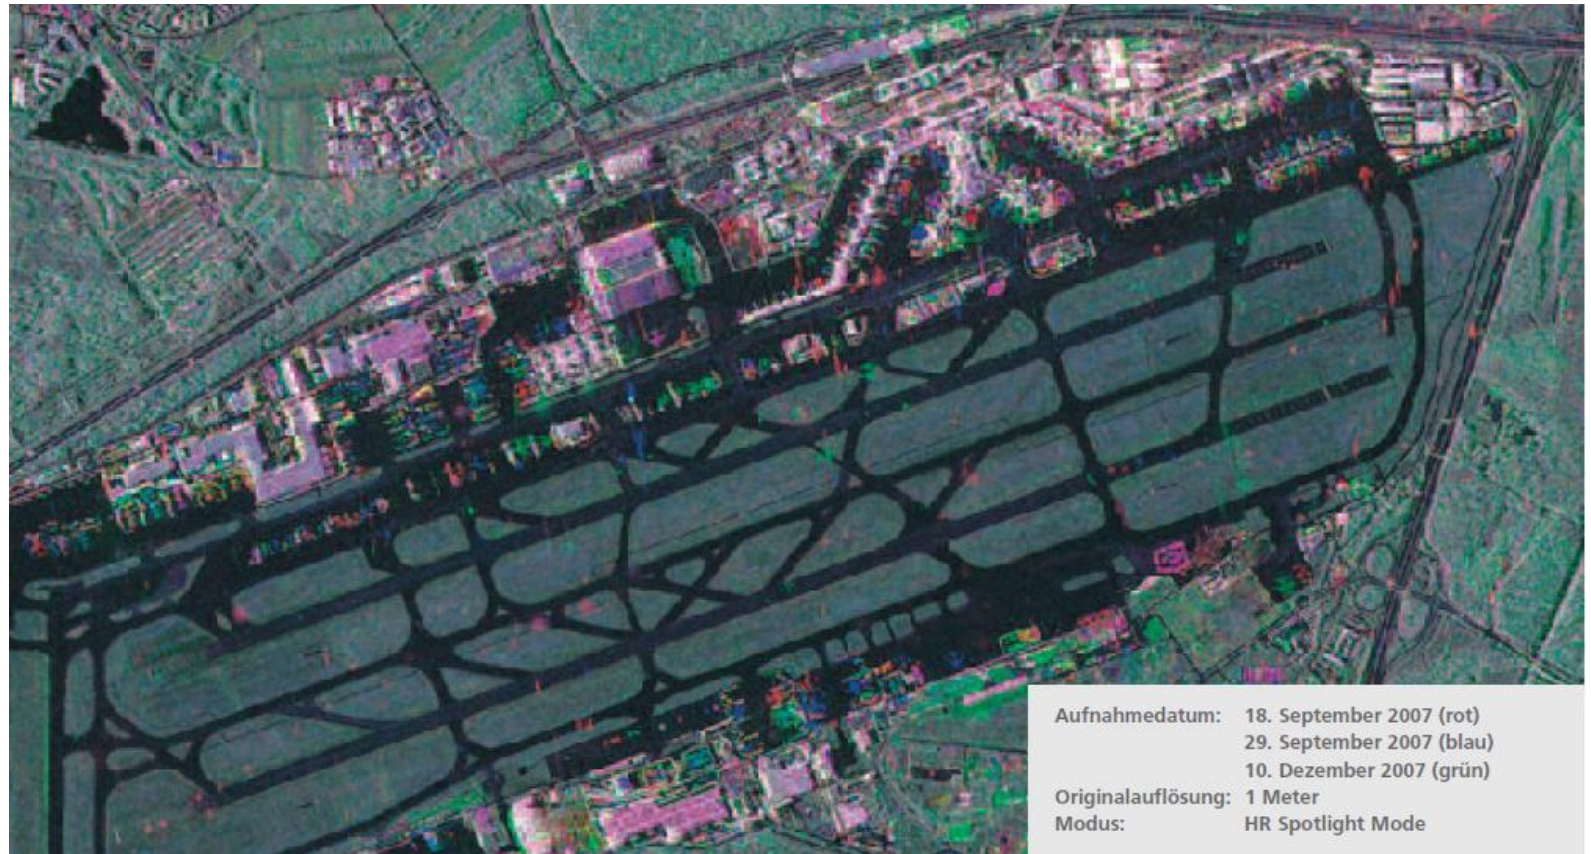 Aufnahmedatum: 18. September 2007 (rot)
29. September 2007 (blau)
10. Dezember 2007 (grün)
Originalauflösung: 1 Meter
Modus: HR Spotlight Mode